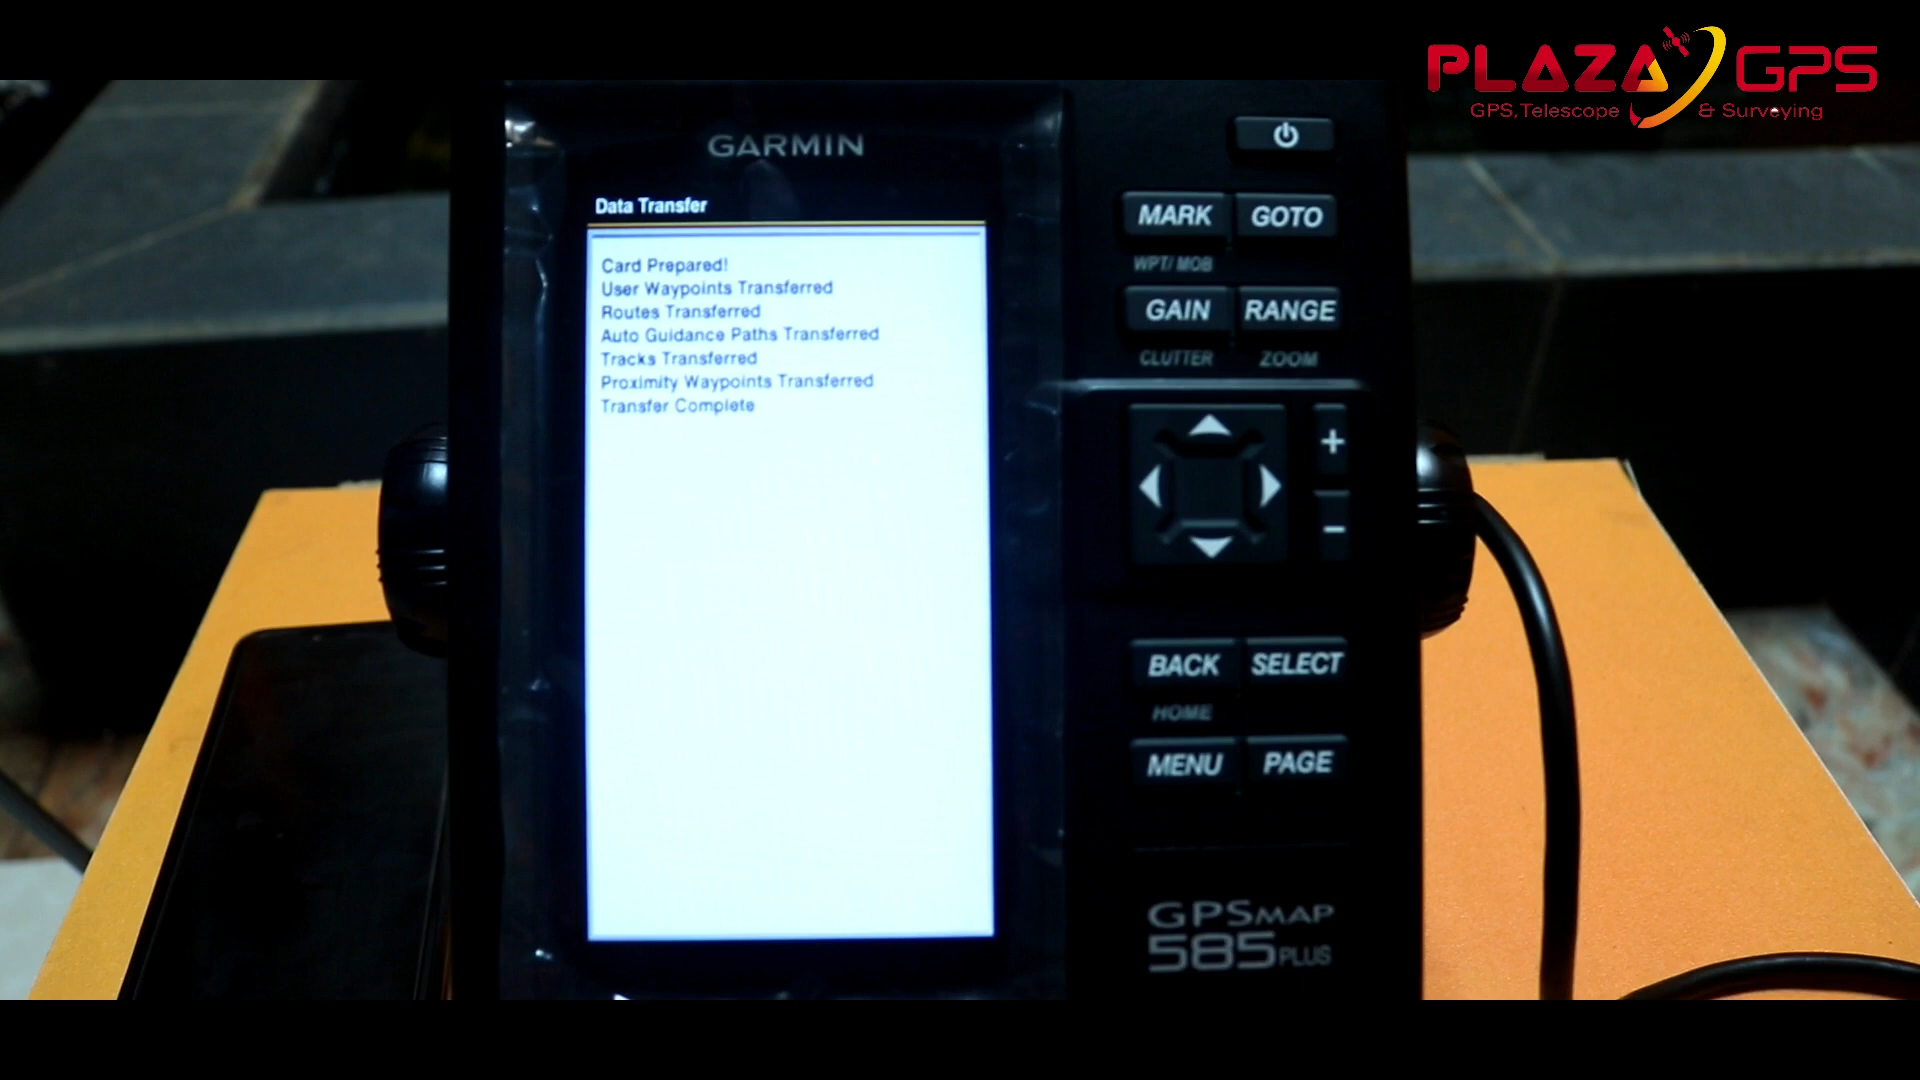 PLAZA GPS
GPS, Telescope & Surveying
GARMIN
Data Transfer
Card Prepared!
User Waypoints Transferred
Routes Transferred
Auto Guidance Paths Transferred
Tracks Transferred
Proximity Waypoints Transferred
Transfer Complete
MARK GOTO
WPT/ MOB
GAIN RANGE
CLUTTER ZOOM
+
-
BACK SELECT
HOME
MENU PAGE
GPSMAP
585 PLUS